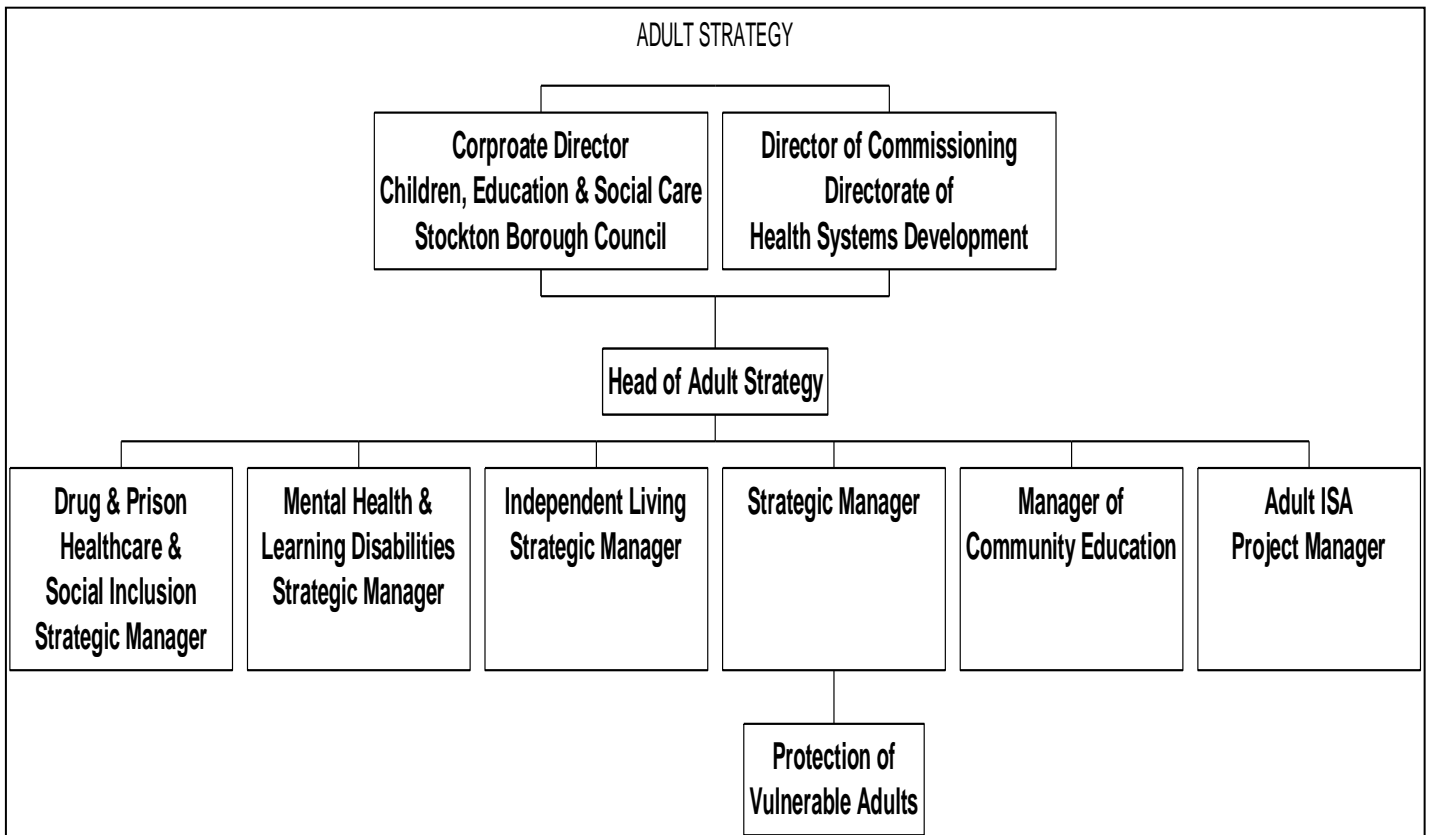 ADULT STRATEGY
Corproate Director
Children, Education & Social Care
Stockton Borough Council
Director of Commissioning
Directorate of
Health Systems Development
Head of Adult Strategy
Drug & Prison
Healthcare &
Social Inclusion
Strategic Manager
Mental Health &
Learning Disabilities
Strategic Manager
Independent Living
Strategic Manager
Strategic Manager
Manager of
Community Education
Adult ISA
Project Manager
Protection of
Vulnerable Adults